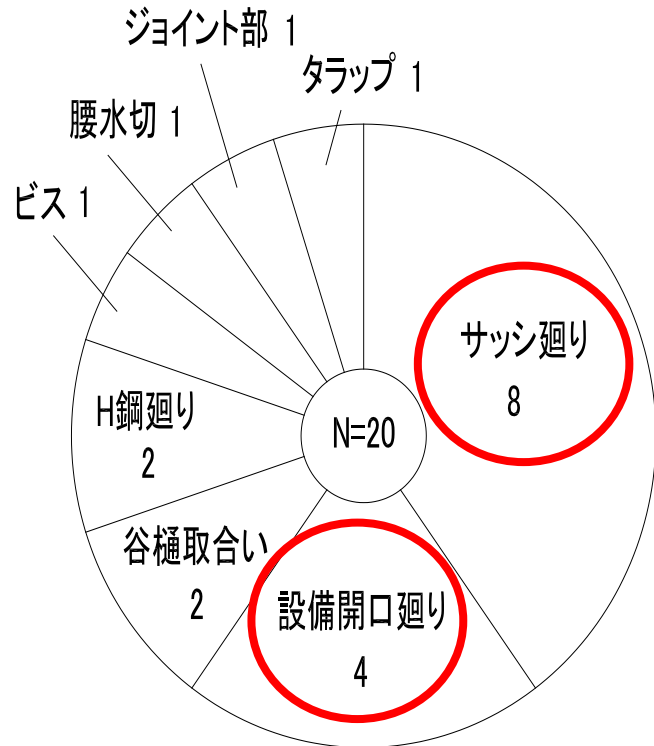 ジョイント部 1
タラップ 1
腰水切 1
ビス 1
サッシ廻り
8
H鋼廻り
2
N=20
谷樋取合い
2
設備開口廻り
4